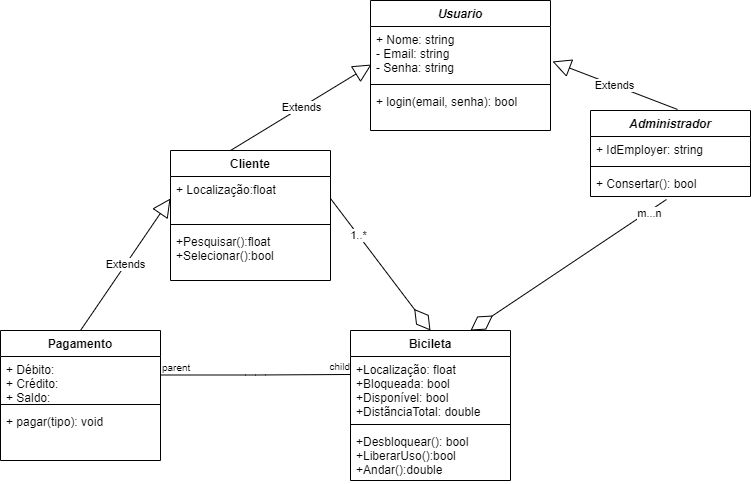 Usuario
+ Nome: string
- Email: string
- Senha: string
+ login(email, senha): bool
Extends
Extends
Administrador
+ IdEmployer: string
+ Consertar(): bool
Cliente
+ Localização:float
+Pesquisar():float
+Selecionar():bool
m...n
1..*
Extends
Pagamento
+ Débito:
+ Crédito:
+ Saldo:
+ pagar(tipo): void
parent
child
Bicileta
+Localização: float
+Bloqueada: bool
+Disponível: bool
+DistânciaTotal: double
+Desbloquear(): bool
+LiberarUso():bool
+Andar():double